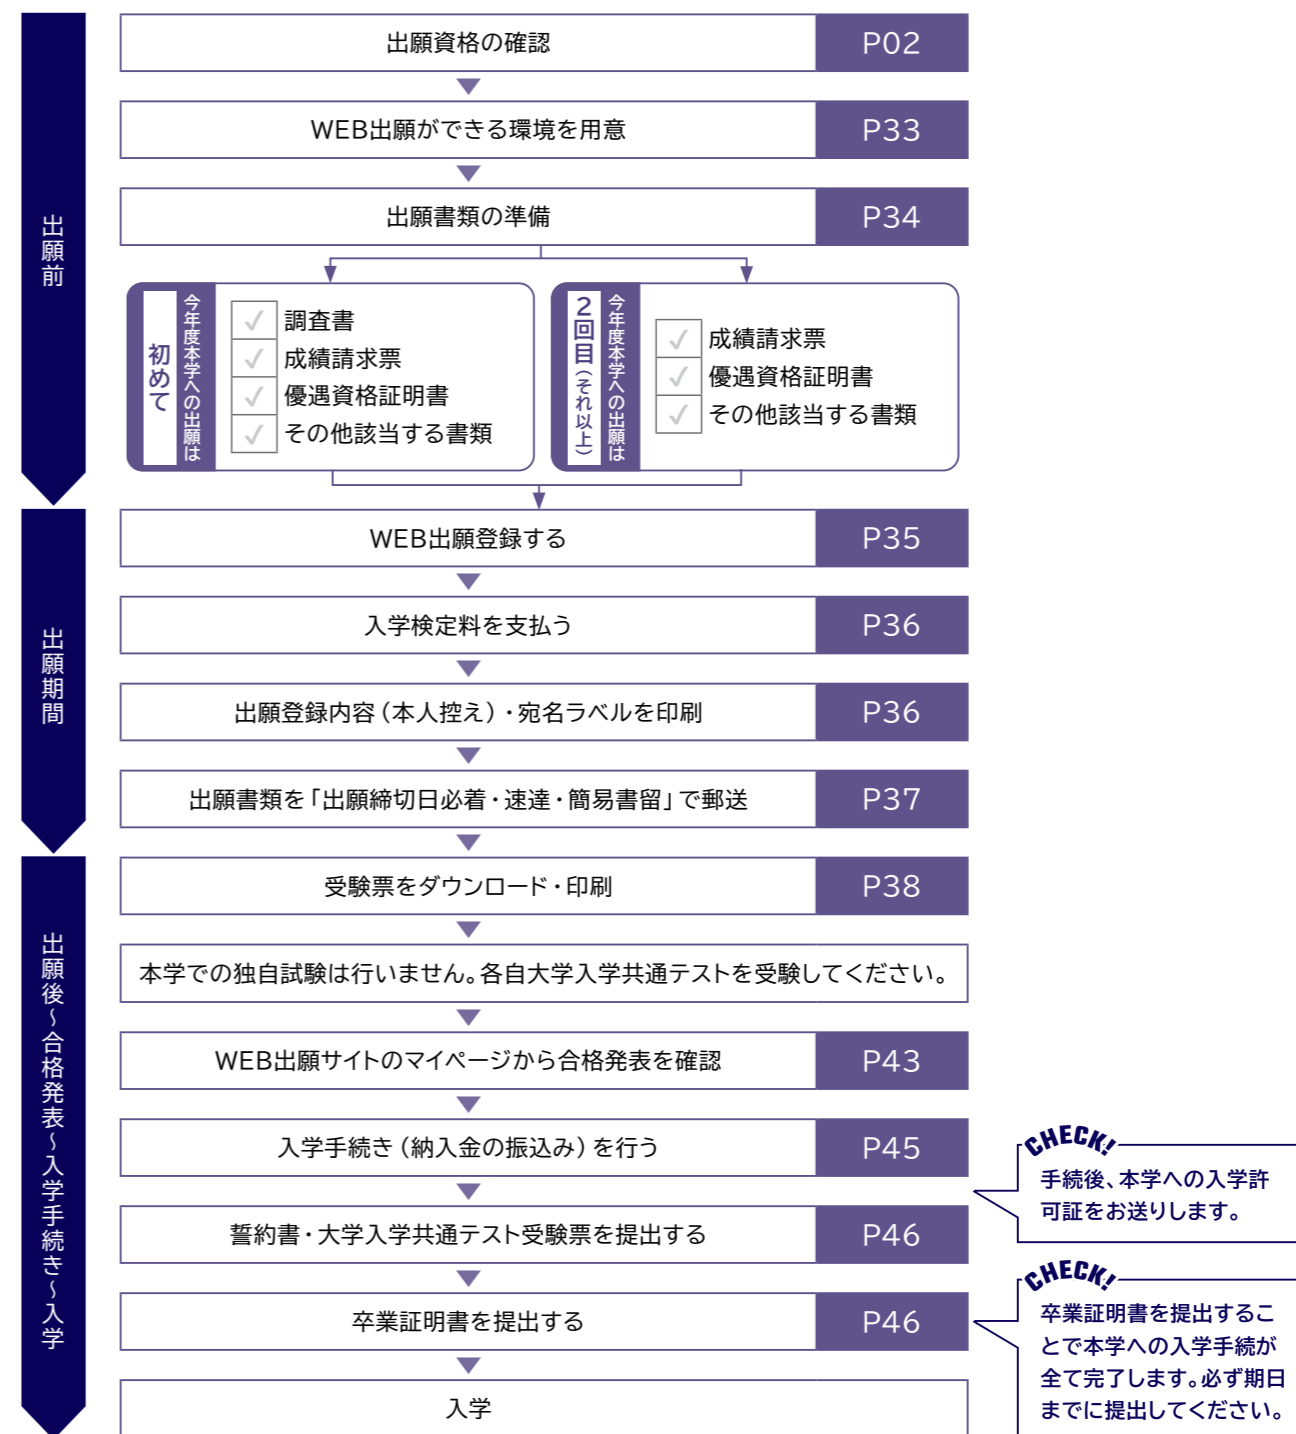 出願前
出願資格の確認 P02
WEB出願ができる環境を用意 P33
出願書類の準備 P34
今年度本学への出願は
初めて
調査書
成績請求票
優遇資格証明書
その他該当する書類
今年度本学への出願は
2回目(それ以上)
成績請求票
優遇資格証明書
その他該当する書類
出願期間
WEB出願登録する P35
入学検定料を支払う P36
出願登録内容(本人控え)・宛名ラベルを印刷 P36
出願書類を「出願締切日必着・速達・簡易書留」で郵送 P37
出願後~合格発表~入学手続き~入学
受験票をダウンロード・印刷 P38
本学での独自試験は行いません。各自大学入学共通テストを受験してください。
WEB出願サイトのマイページから合格発表を確認 P43
入学手続き(納入金の振込み)を行う P45
CHECK!
手続後、本学への入学許
可証をお送りします。
誓約書・大学入学共通テスト受験票を提出する P46
卒業証明書を提出する P46
CHECK!
卒業証明書を提出するこ
とで本学への入学手続が
全て完了します。必ず期日
までに提出してください。
入学